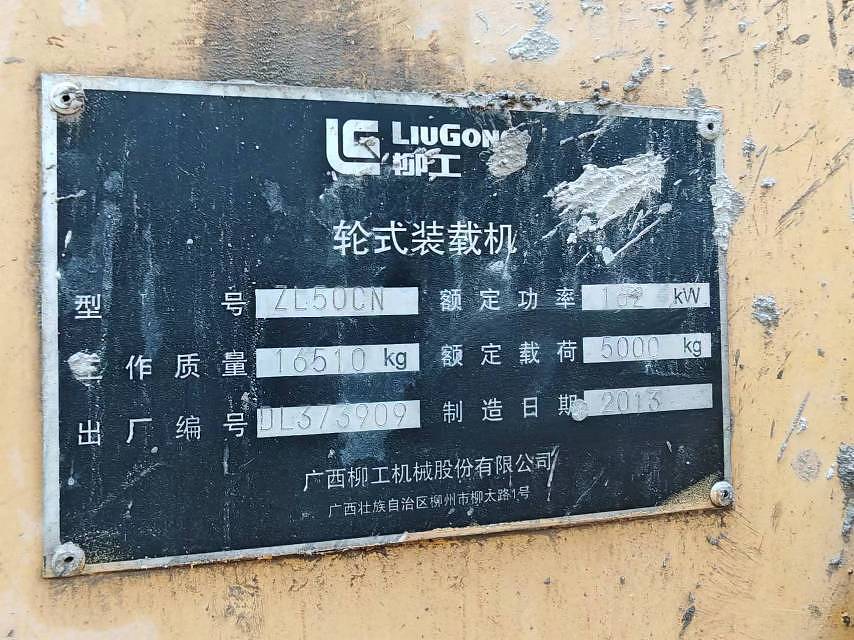 LIUGONG
柳工
轮式装载机
型 号 ZL50CN 额定功率 162 kW
工作质量 16510 kg 额定载荷 5000 kg
出厂编号 DL373909 制造日期 2013
广西柳工机械股份有限公司
广西壮族自治区柳州市柳太路1号